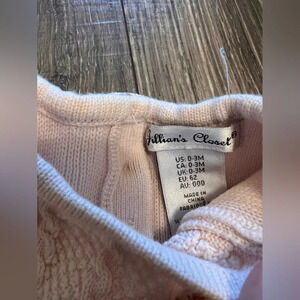 Jillian's Closet®
US: 0-3M
CA: 0-3M
UK: 0-3M
EU: 62
AU: 000
MADE IN
CHINA